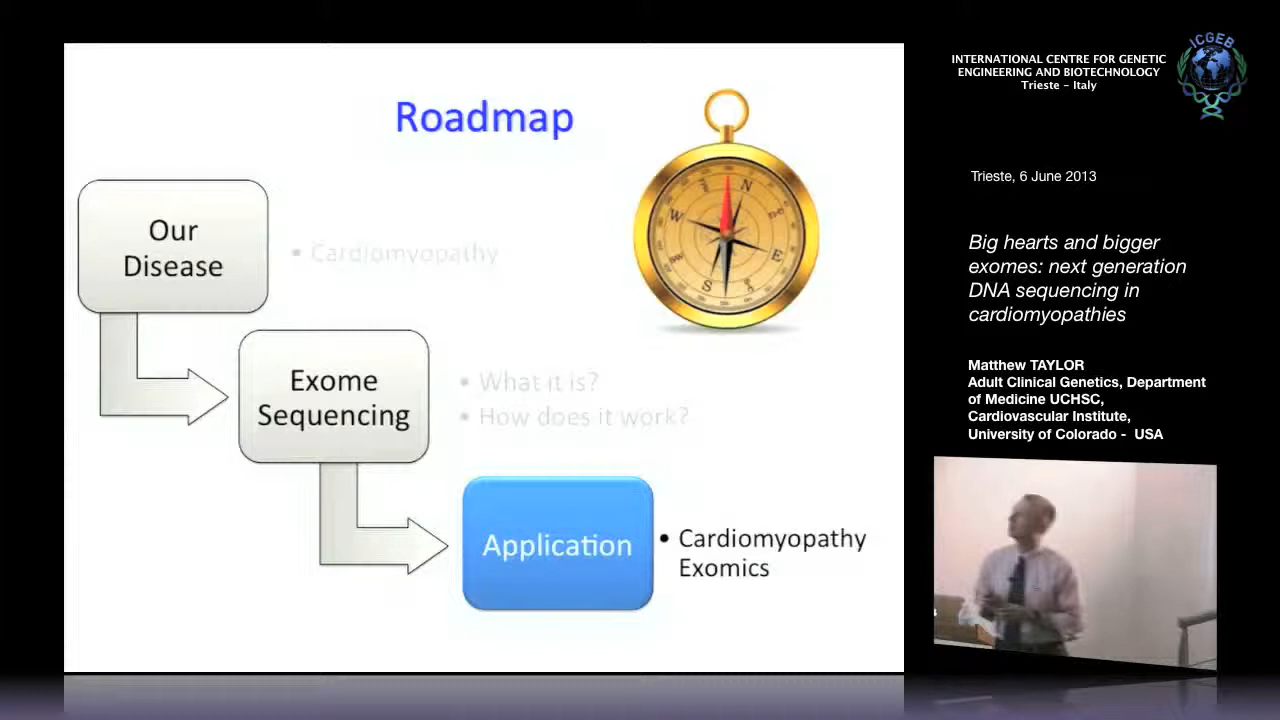 Roadmap
Our
Disease
• Cardiomyopathy
Exome
Sequencing
• What it is?
• How does it work?
Application
• Cardiomyopathy
Exomics
N
E
S
W
INTERNATIONAL CENTRE FOR GENETIC
ENGINEERING AND BIOTECHNOLOGY
Trieste – Italy
ICGEB
Trieste, 6 June 2013
Big hearts and bigger
exomes: next generation
DNA sequencing in
cardiomyopathies
Matthew TAYLOR
Adult Clinical Genetics, Department
of Medicine UCHSC,
Cardiovascular Institute,
University of Colorado - USA